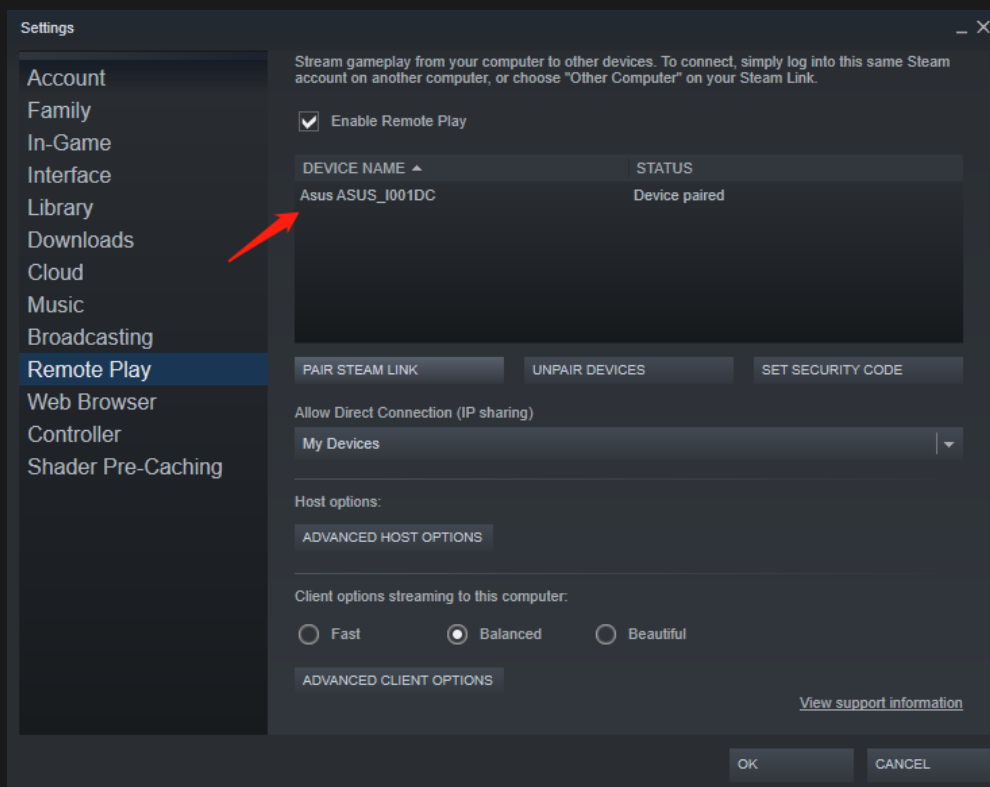 Settings
Account
Family
In-Game
Interface
Library
Downloads
Cloud
Music
Broadcasting
Remote Play
Web Browser
Controller
Shader Pre-Caching
Stream gameplay from your computer to other devices. To connect, simply log into this same Steam
account on another computer, or choose "Other Computer" on your Steam Link.
Enable Remote Play
DEVICE NAME STATUS
Asus ASUS_I001DC Device paired
PAIR STEAM LINK UNPAIR DEVICES SET SECURITY CODE
Allow Direct Connection (IP sharing)
My Devices
Host options:
ADVANCED HOST OPTIONS
Client options streaming to this computer:
Fast Balanced Beautiful
ADVANCED CLIENT OPTIONS
View support information
OK CANCEL